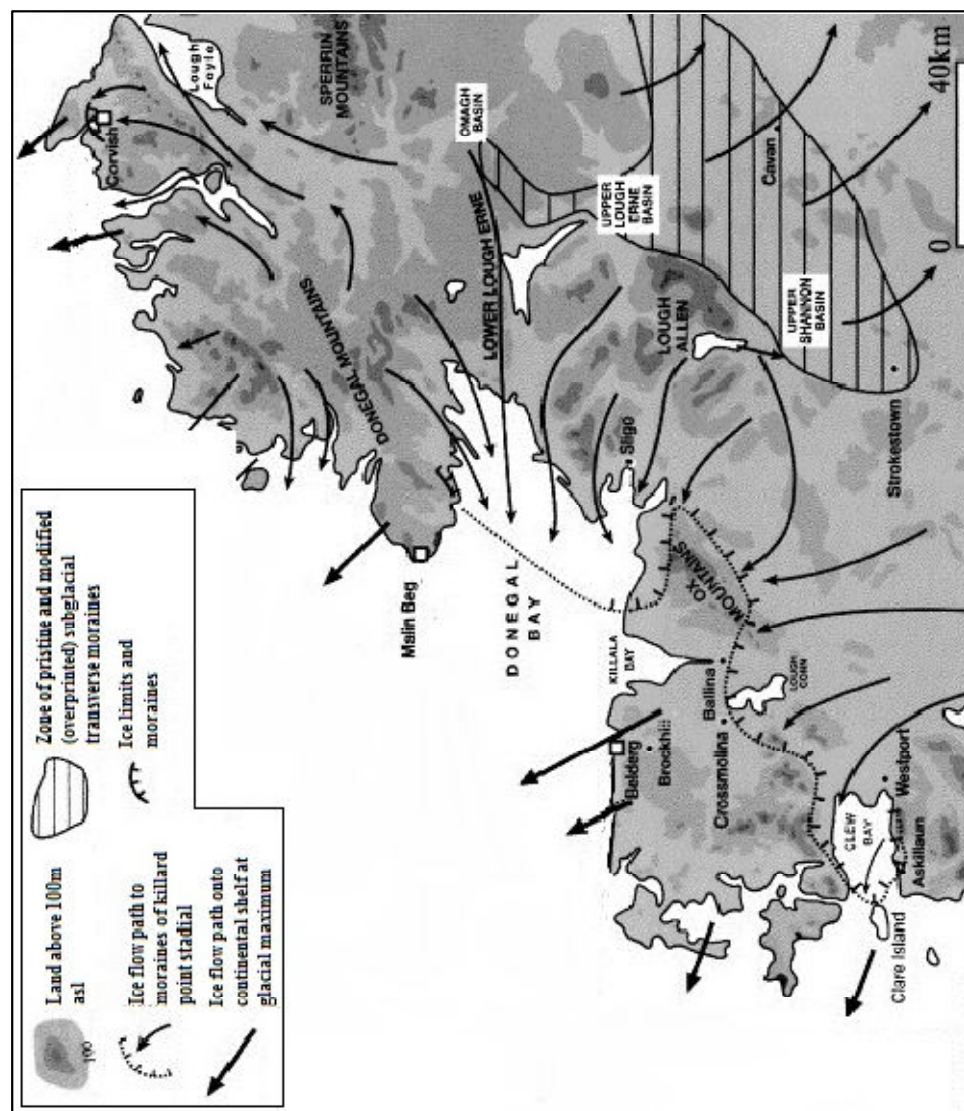 Land above 100m
asl
100
Ice flow path to
moraines of killard
point stadial
Ice flow path onto
continental shelf at
glacial maximum
Zone of pristine and modified
(overprinted) subglacial
transverse moraines
Ice limits and
moraines
Corvish
Lough
Foyle
SPERRIN
MOUNTAINS
OMAGH
BASIN
DONEGAL MOUNTAINS
LOWER LOUGH ERNE
UPPER
LOUGH
ERNE
BASIN
Cavan
Malin Beg
DONEGAL
BAY
Sligo
LOUGH
ALLEN
UPPER
SHANNON
BASIN
Strokestown
KILLALA
BAY
OX
MOUNTAINS
Belderg
Brockhill
Ballina
Crossmolina
LOUGH
CONN
CLEW
BAY
Westport
Askillaun
Clare Island
0
40km